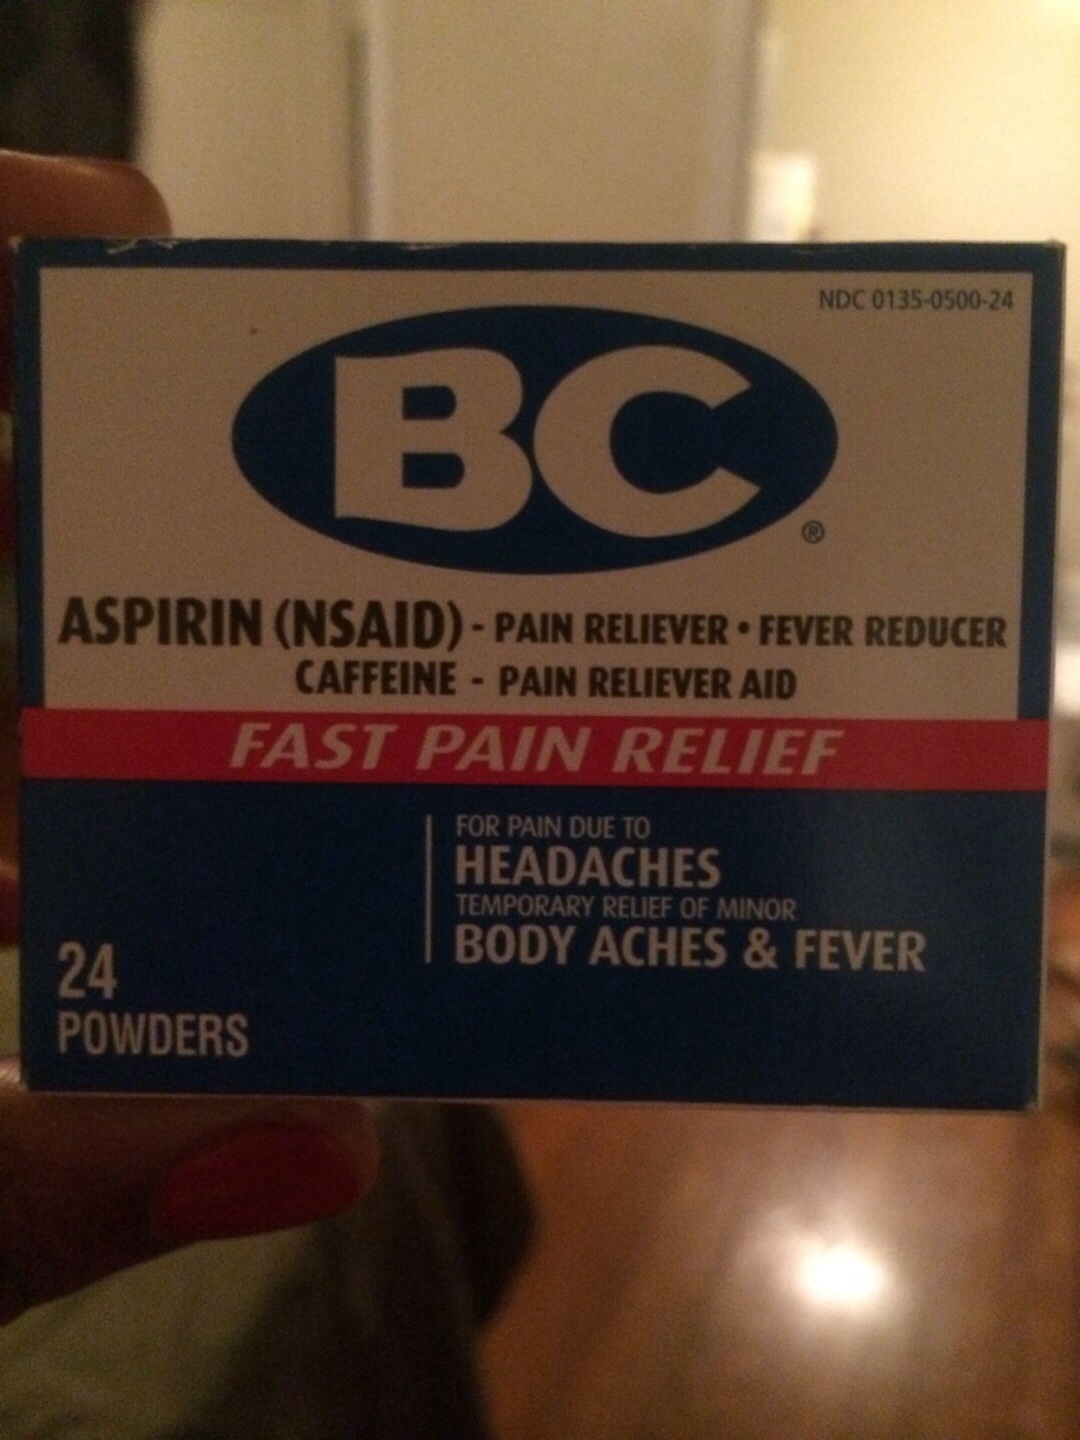 NDC 0135-0500-24
BC
®
ASPIRIN (NSAID) - PAIN RELIEVER • FEVER REDUCER
CAFFEINE - PAIN RELIEVER AID
FAST PAIN RELIEF
FOR PAIN DUE TO
HEADACHES
TEMPORARY RELIEF OF MINOR
BODY ACHES & FEVER
24
POWDERS